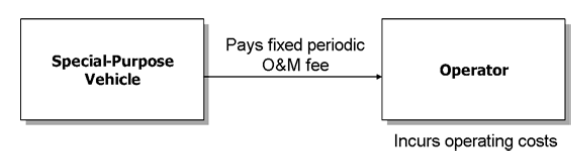 Special-Purpose
Vehicle
Pays fixed periodic
O&M fee
Operator
Incurs operating costs